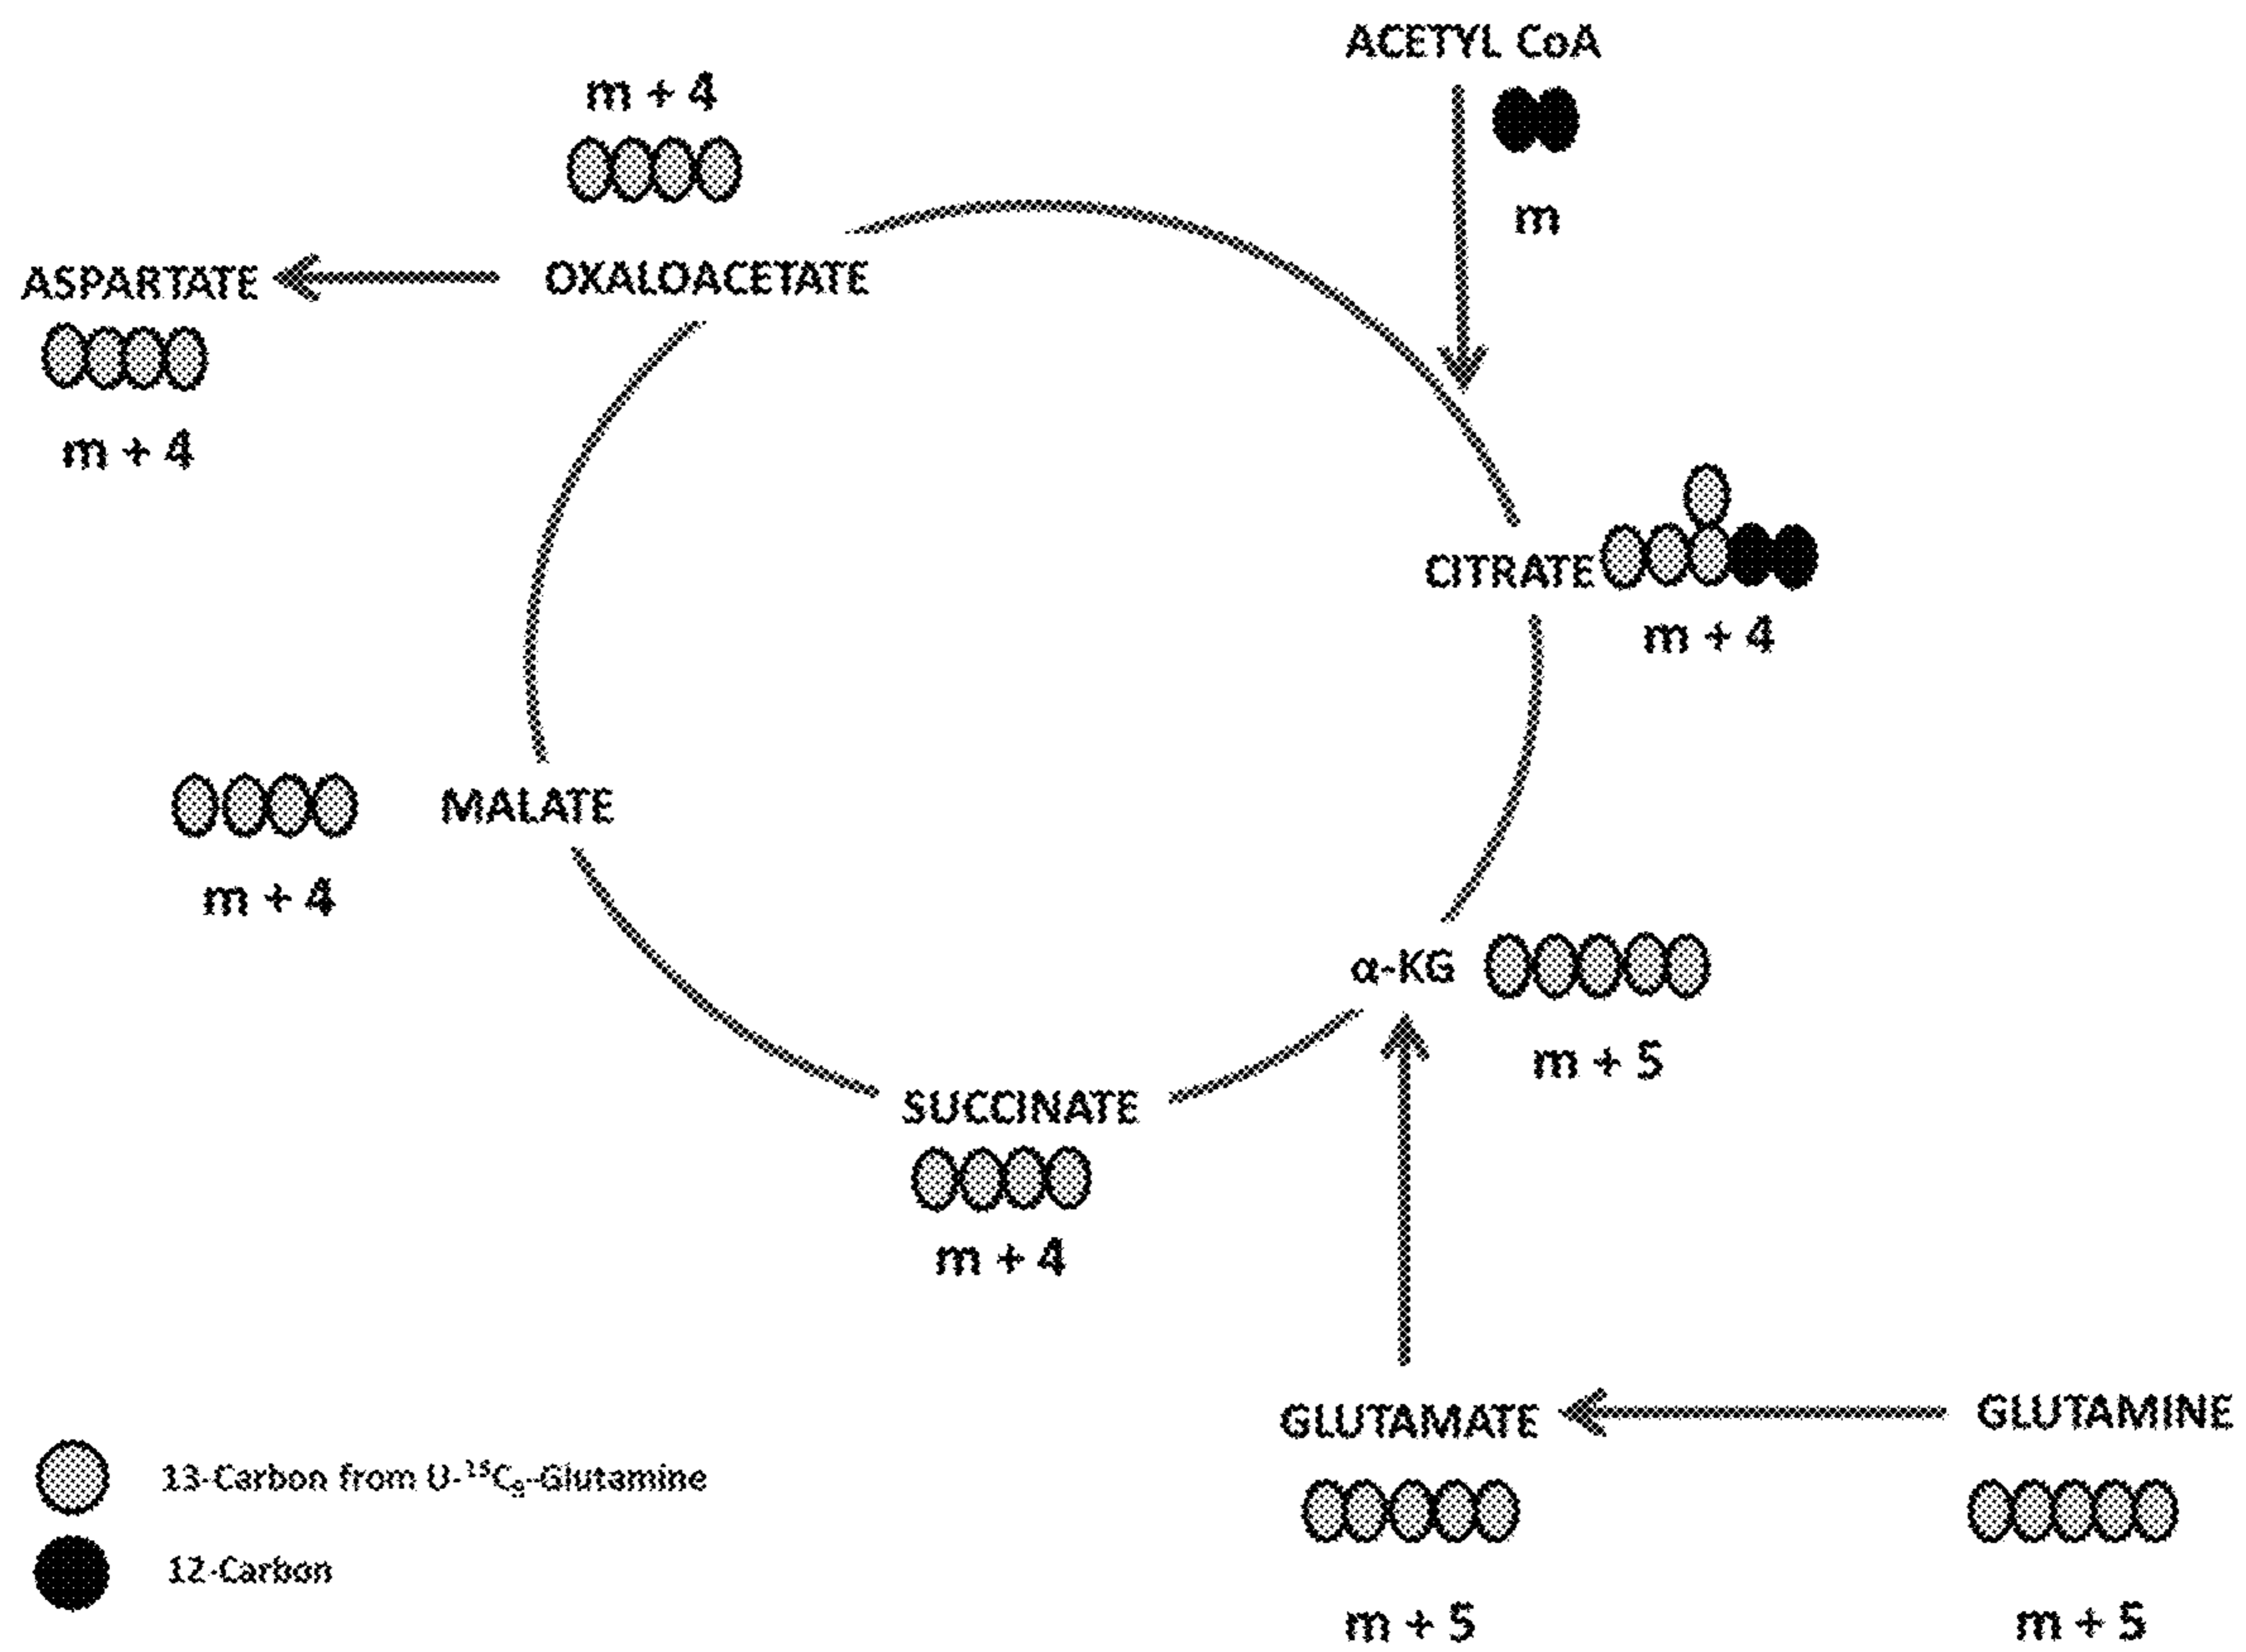 ACETYL CoA
m + 4
m
ASPARTATE
OXALOACETATE
m + 4
CITRATE
m + 4
MALATE
m + 4
α-KG
m + 5
SUCCINATE
m + 4
GLUTAMATE
GLUTAMINE
13-Carbon from U-
-Glutamine
12-Carbon
m + 5
m + 5